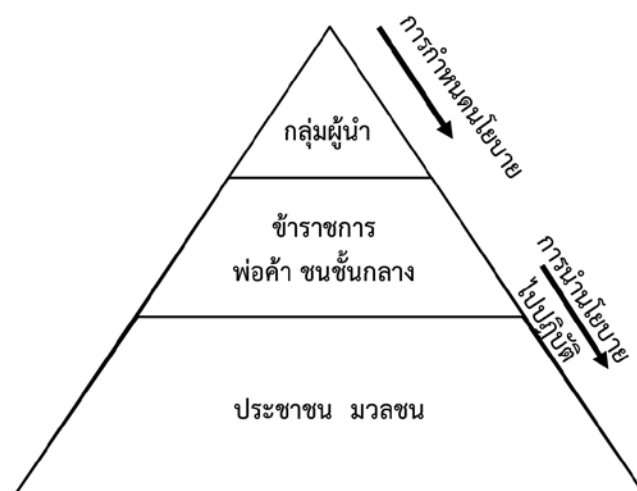 การกำหนดนโยบาย
กลุ่มผู้นำ
ข้าราชการ
พ่อค้า ชนชั้นกลาง
การนำนโยบาย
ไปปฏิบัติ
ประชาชน มวลชน